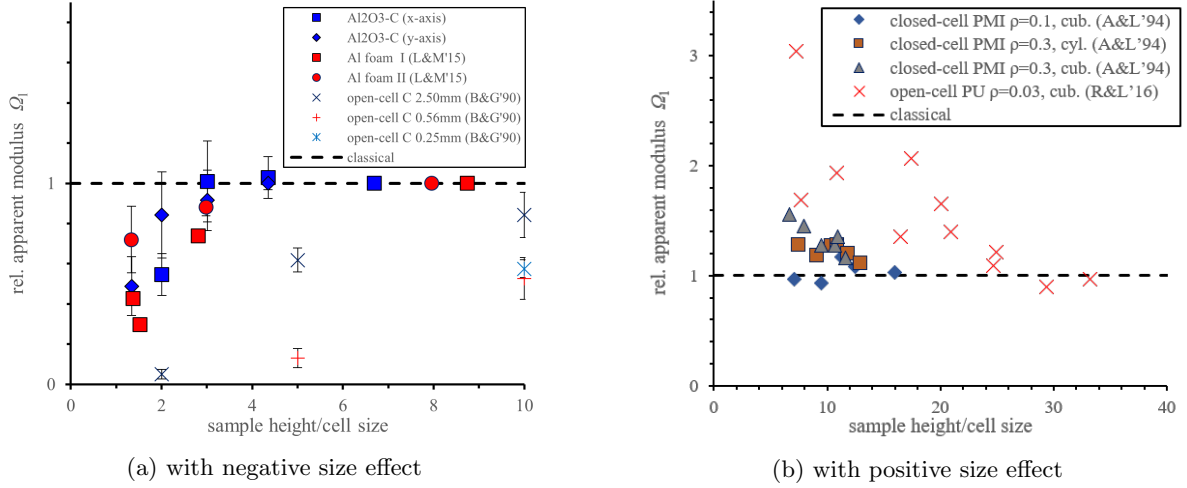 rel. apparent modulus Ω₁
1
0
0
2
4
6
8
10
sample height/cell size
Al2O3-C (x-axis)
Al2O3-C (y-axis)
Al foam I (L&M'15)
Al foam II (L&M'15)
open-cell C 2.50mm (B&G'90)
open-cell C 0.56mm (B&G'90)
open-cell C 0.25mm (B&G'90)
classical
(a) with negative size effect
rel. apparent modulus Ω₁
3
2
1
0
0
10
20
30
40
sample height/cell size
closed-cell PMI ρ=0.1, cub. (A&L’94)
closed-cell PMI ρ=0.3, cyl. (A&L’94)
closed-cell PMI ρ=0.3, cub. (A&L’94)
open-cell PU ρ=0.03, cub. (R&L’16)
classical
(b) with positive size effect